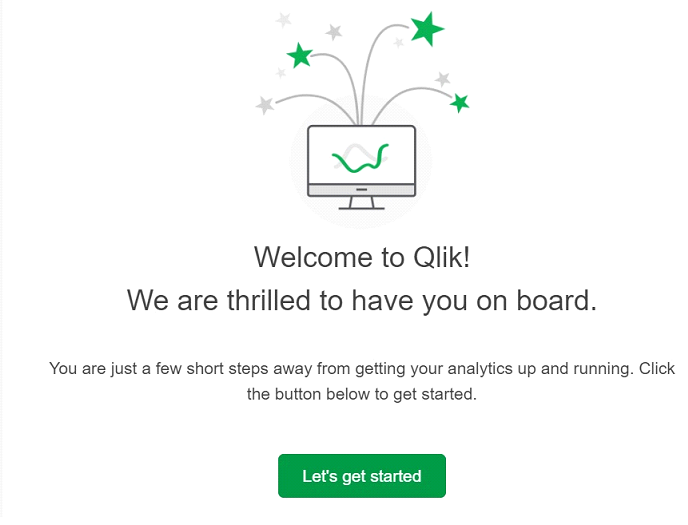 Welcome to Qlik!
We are thrilled to have you on board.
You are just a few short steps away from getting your analytics up and running. Click
the button below to get started.
Let's get started